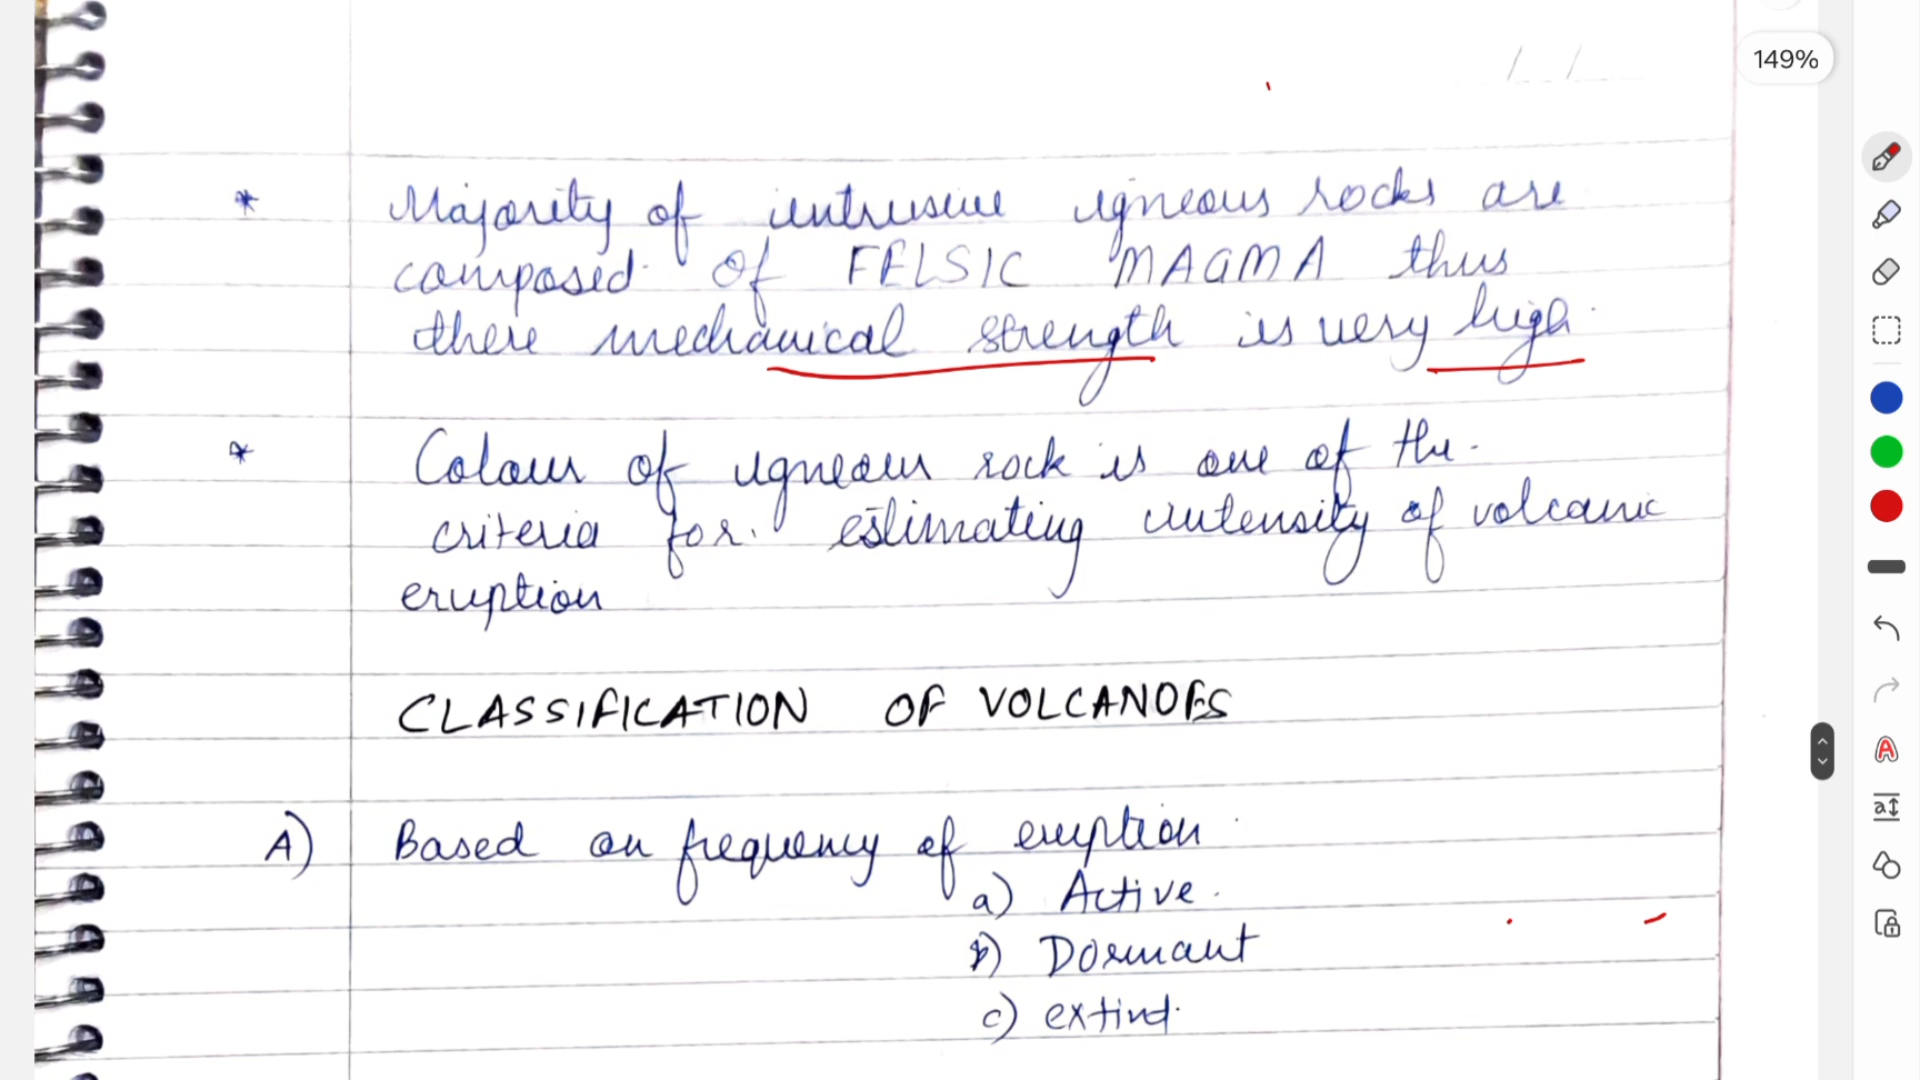 149%
* Majority of intrusive igneous rocks are
composed of FELSIC MAGMA thus
there mechanical strength is very high.
* Colour of igneous rock is one of the
criteria for estimating intensity of volcanic
eruption
CLASSIFICATION OF VOLCANOES
A) Based on frequency of eruption
a) Active
b) Dormant
c) extinct